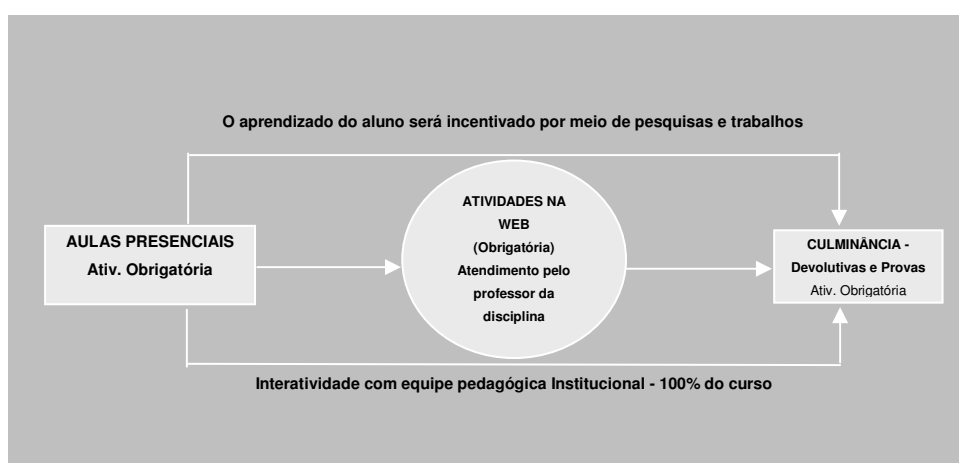 O aprendizado do aluno será incentivado por meio de pesquisas e trabalhos
AULAS PRESENCIAIS
Ativ. Obrigatória
ATIVIDADES NA
WEB
(Obrigatória)
Atendimento pelo
professor da
disciplina
CULMINÂNCIA -
Devolutivas e Provas
Ativ. Obrigatória
Interatividade com equipe pedagógica Institucional - 100% do curso